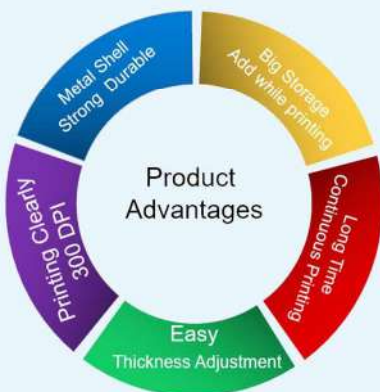 Product
Advantages
Metal Shell
Strong Durable
Big Storage
Add while printing
Long Time
Continuous Printing
Easy
Thickness Adjustment
Printing Clearly
300 DPI